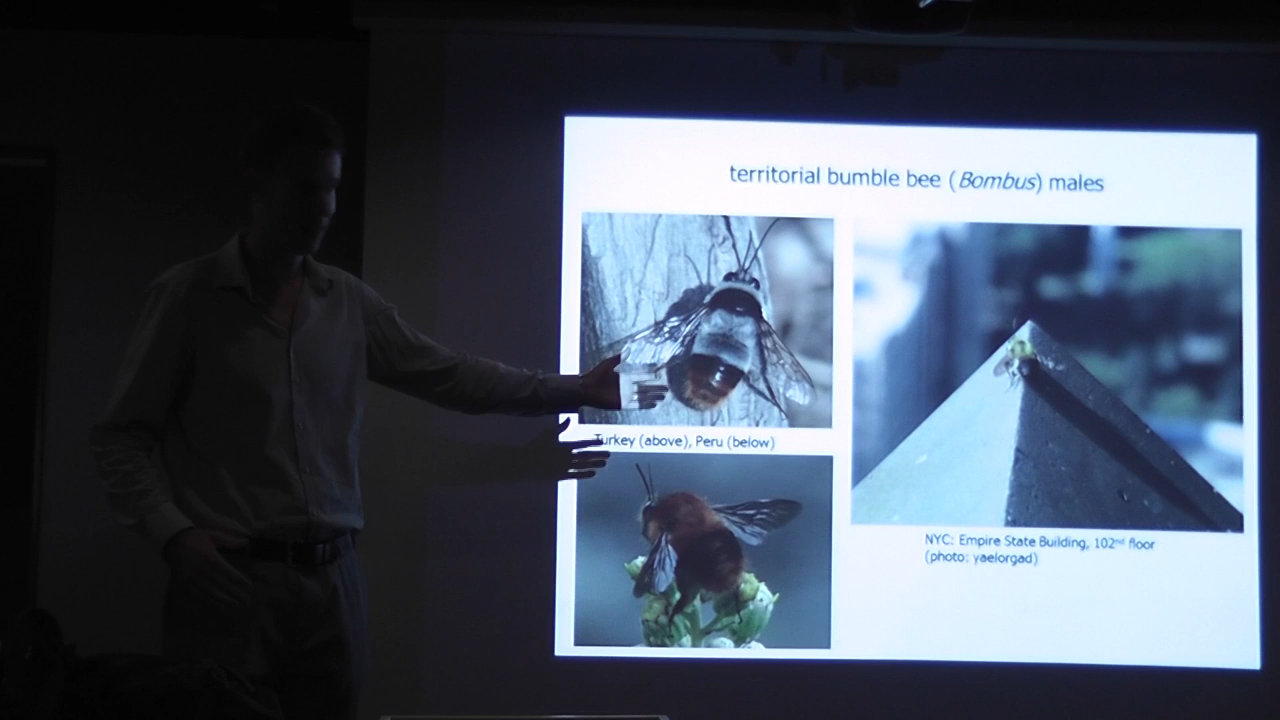 territorial bumble bee (Bombus) males
Turkey (above), Peru (below)
NYC: Empire State Building, 102nd floor
(photo: yaelorgad)